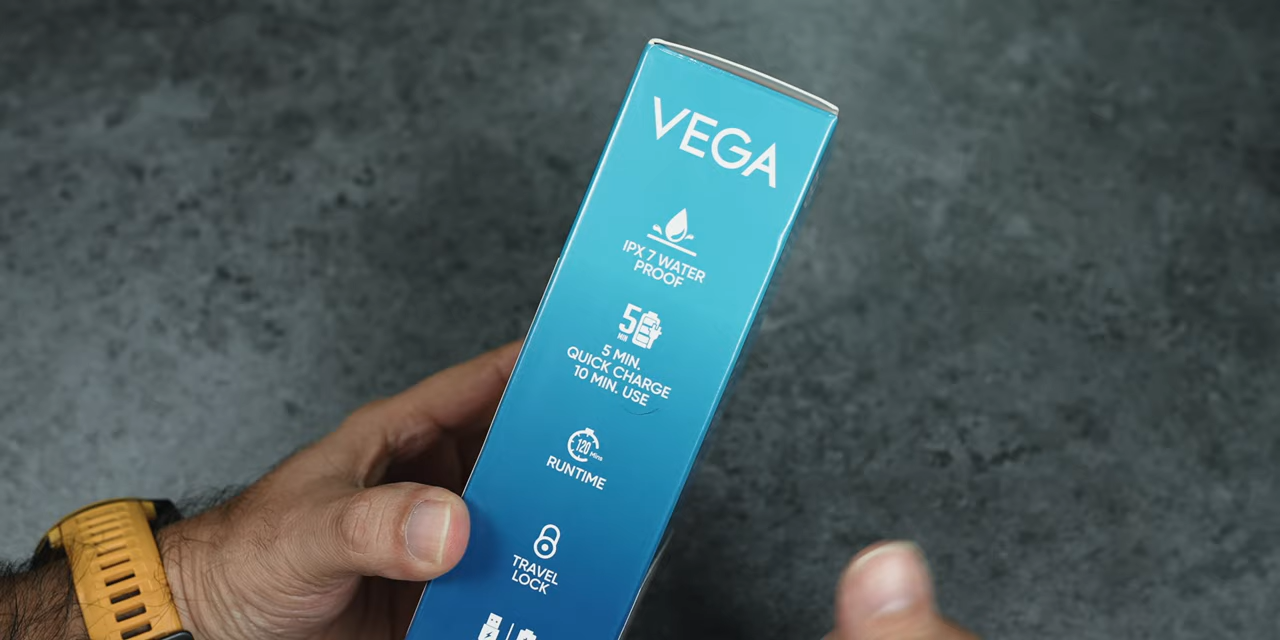 VEGA
IPX 7 WATER
PROOF
5
MIN
5 MIN.
QUICK CHARGE
10 MIN. USE
120 Mins
RUNTIME
TRAVEL
LOCK